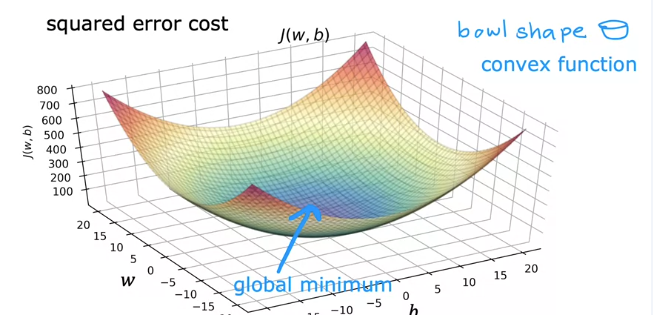 squared error cost
J(w, b)
bowl shape
convex function
800
700
600
500
400
300
200
100
J(w, b)
20
15
10
5
0
−5
−10
−15
w
global minimum
−10
−5
0
5
10
15
20
b